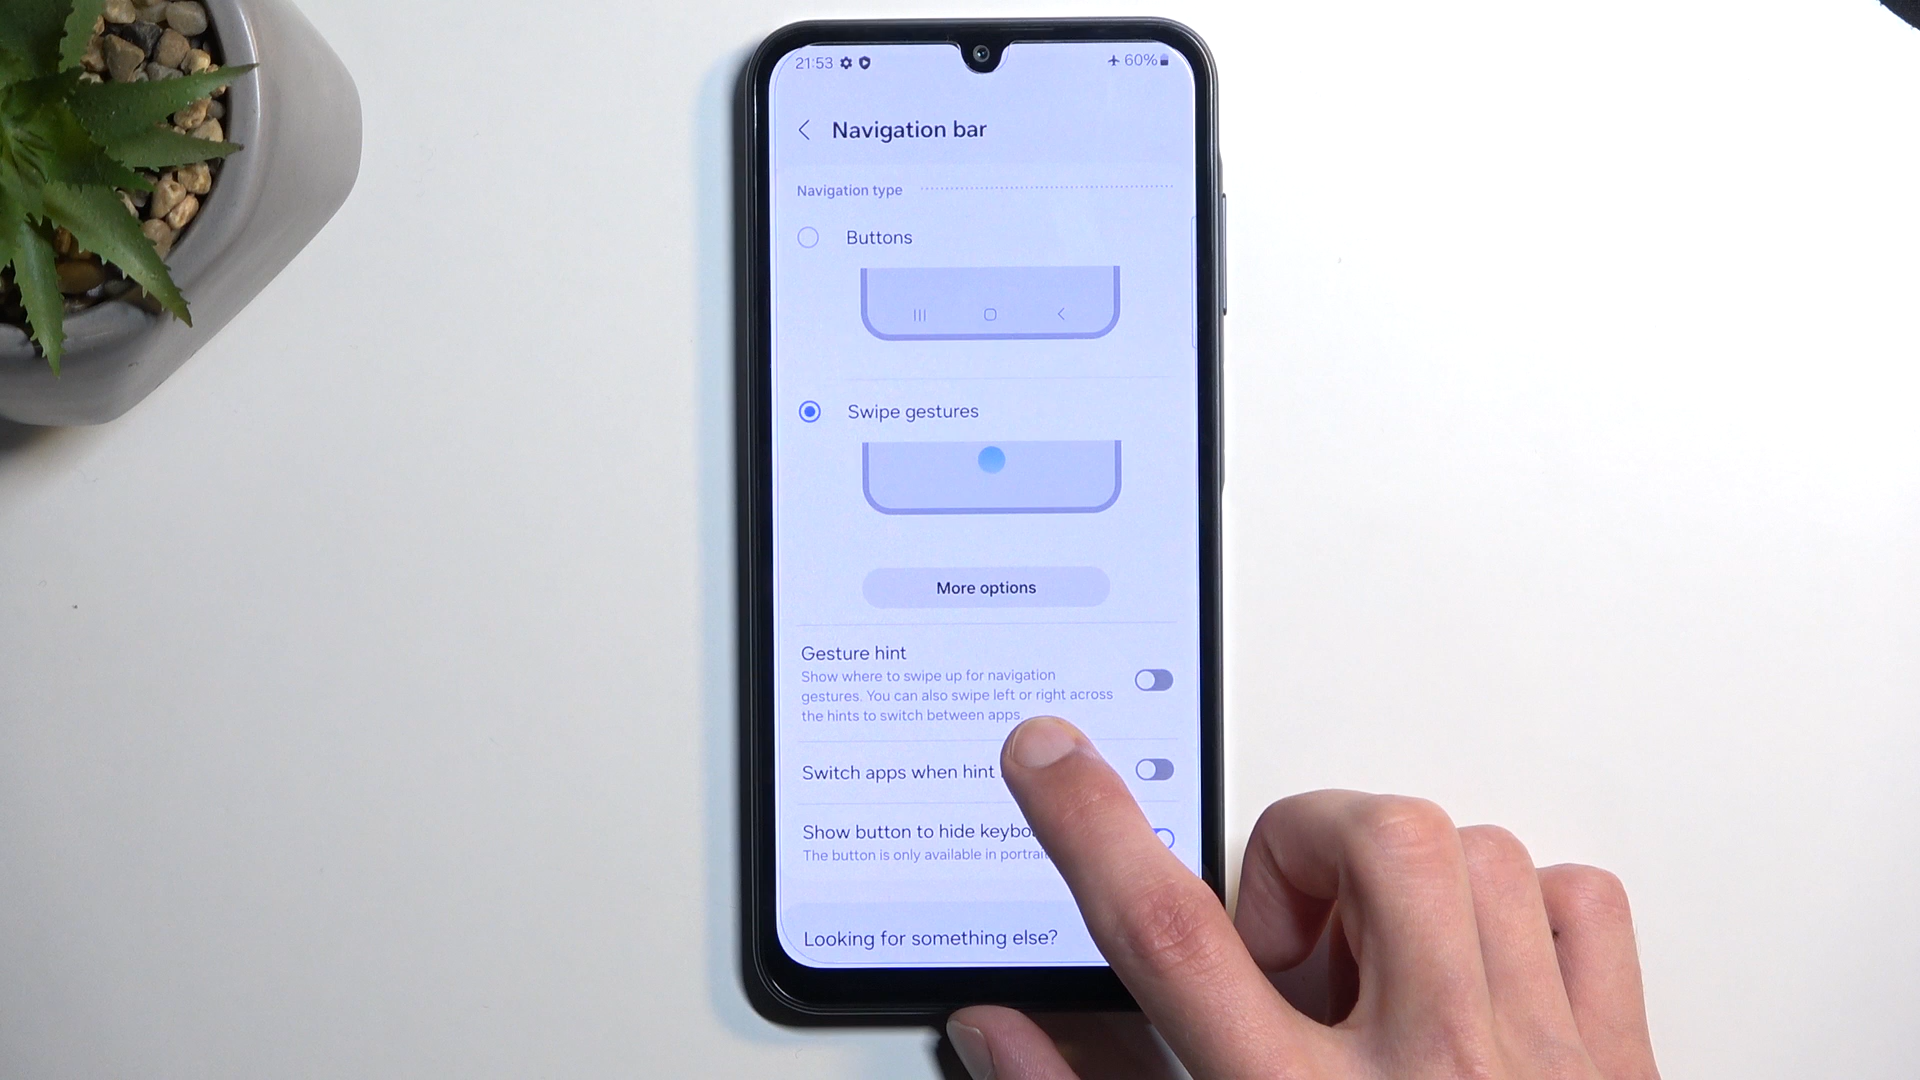 21:53
60%
Navigation bar
Navigation type
Buttons
Swipe gestures
More options
Gesture hint
Show where to swipe up for navigation
gestures. You can also swipe left or right across
the hints to switch between apps.
Switch apps when hint
Show button to hide
The button is only available in
Looking for something else?